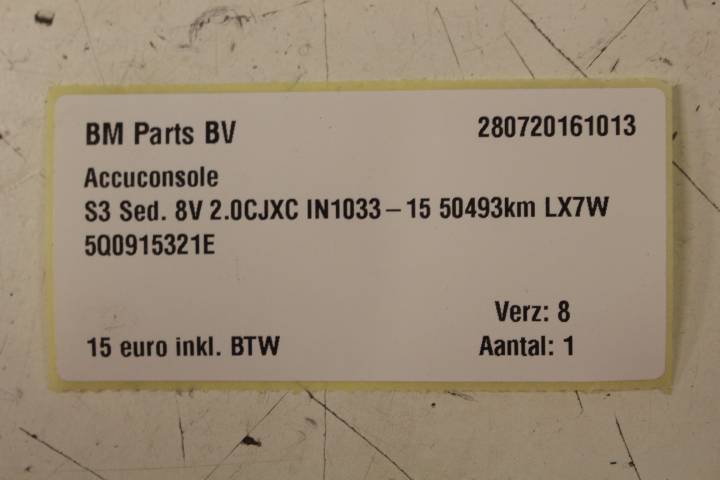 BM Parts BV 280720161013
Accuconsole
S3 Sed. 8V 2.0CJXC IN1033-15 50493km LX7W
5Q0915321E
Verz: 8
15 euro inkl. BTW Aantal: 1